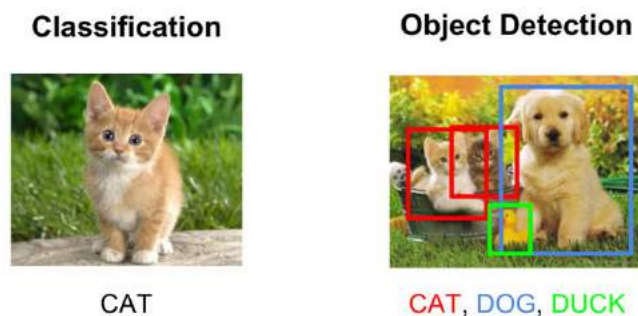 Classification
Object Detection
CAT
CAT, DOG, DUCK